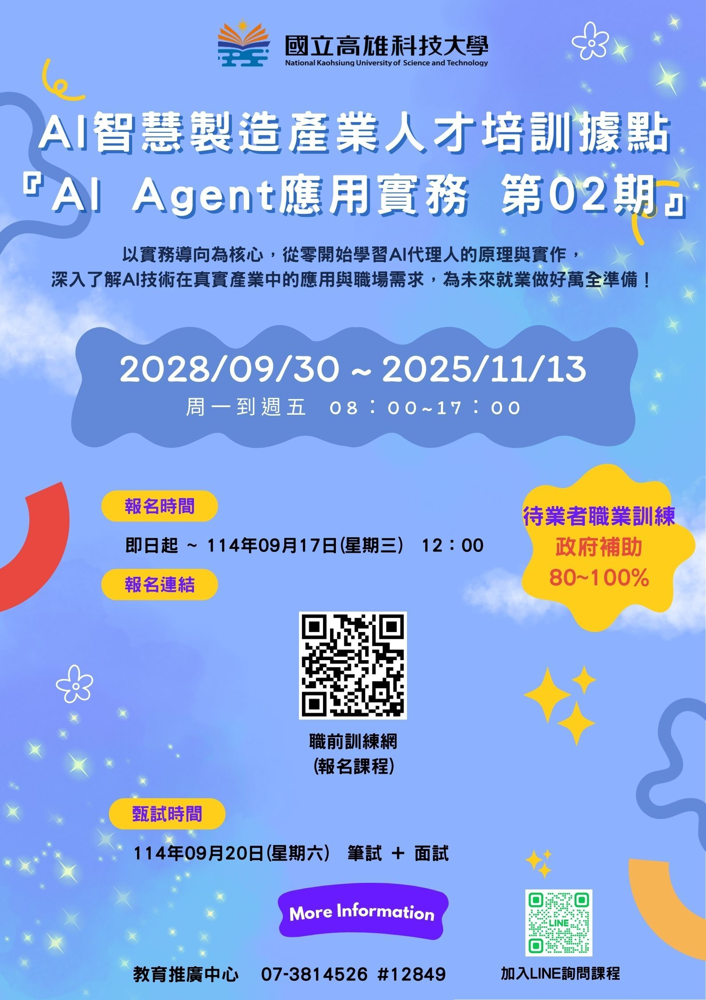 國立高雄科技大學
National Kaohsiung University of Science and Technology
AI智慧製造產業人才培訓據點
『AI Agent應用實務 第02期』
以實務導向為核心，從零開始學習AI代理人的原理與實作，
深入了解AI技術在真實產業中的應用與職場需求，為未來就業做好萬全準備！
2028/09/30 ~ 2025/11/13
周一到週五 08：00~17：00
報名時間
即日起 ~ 114年09月17日(星期三) 12：00
待業者職業訓練
政府補助
80~100%
報名連結
職前訓練網
(報名課程)
甄試時間
114年09月20日(星期六) 筆試 + 面試
More Information
LINE
教育推廣中心 07-3814526 #12849
加入LINE詢問課程